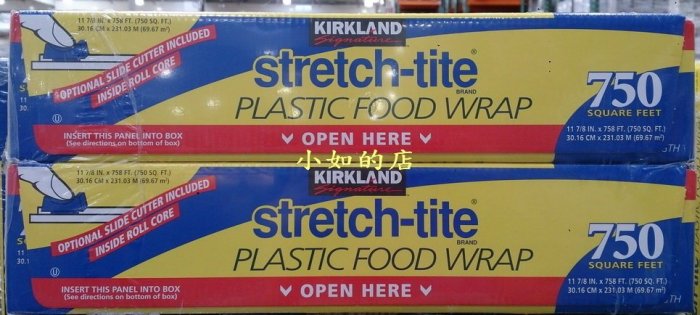 11 7/8 IN. x 758 FT. (750 SQ. FT.)
30.16 CM x 231.03 M (69.67 m²)
OPTIONAL SLIDE CUTTER INCLUDED
INSIDE ROLL CORE
INSERT THIS PANEL INTO BOX
(See directions on bottom of box)
KIRKLAND
Signature
stretch-tite®
BRAND
PLASTIC FOOD WRAP
OPEN HERE
750
SQUARE FEET
11 7/8 IN. x 758 FT. (750 SQ. FT.)
30.16 CM x 231.03 M (69.67 m²)
小如的店
11 7/8 IN. x 758 FT. (750 SQ. FT.)
30.16 CM x 231.03 M (69.67 m²)
OPTIONAL SLIDE CUTTER INCLUDED
INSIDE ROLL CORE
INSERT THIS PANEL INTO BOX
(See directions on bottom of box)
KIRKLAND
Signature
stretch-tite®
BRAND
PLASTIC FOOD WRAP
OPEN HERE
750
SQUARE FEET
11 7/8 IN. x 758 FT. (750 SQ. FT.)
30.16 CM x 231.03 M (69.67 m²)